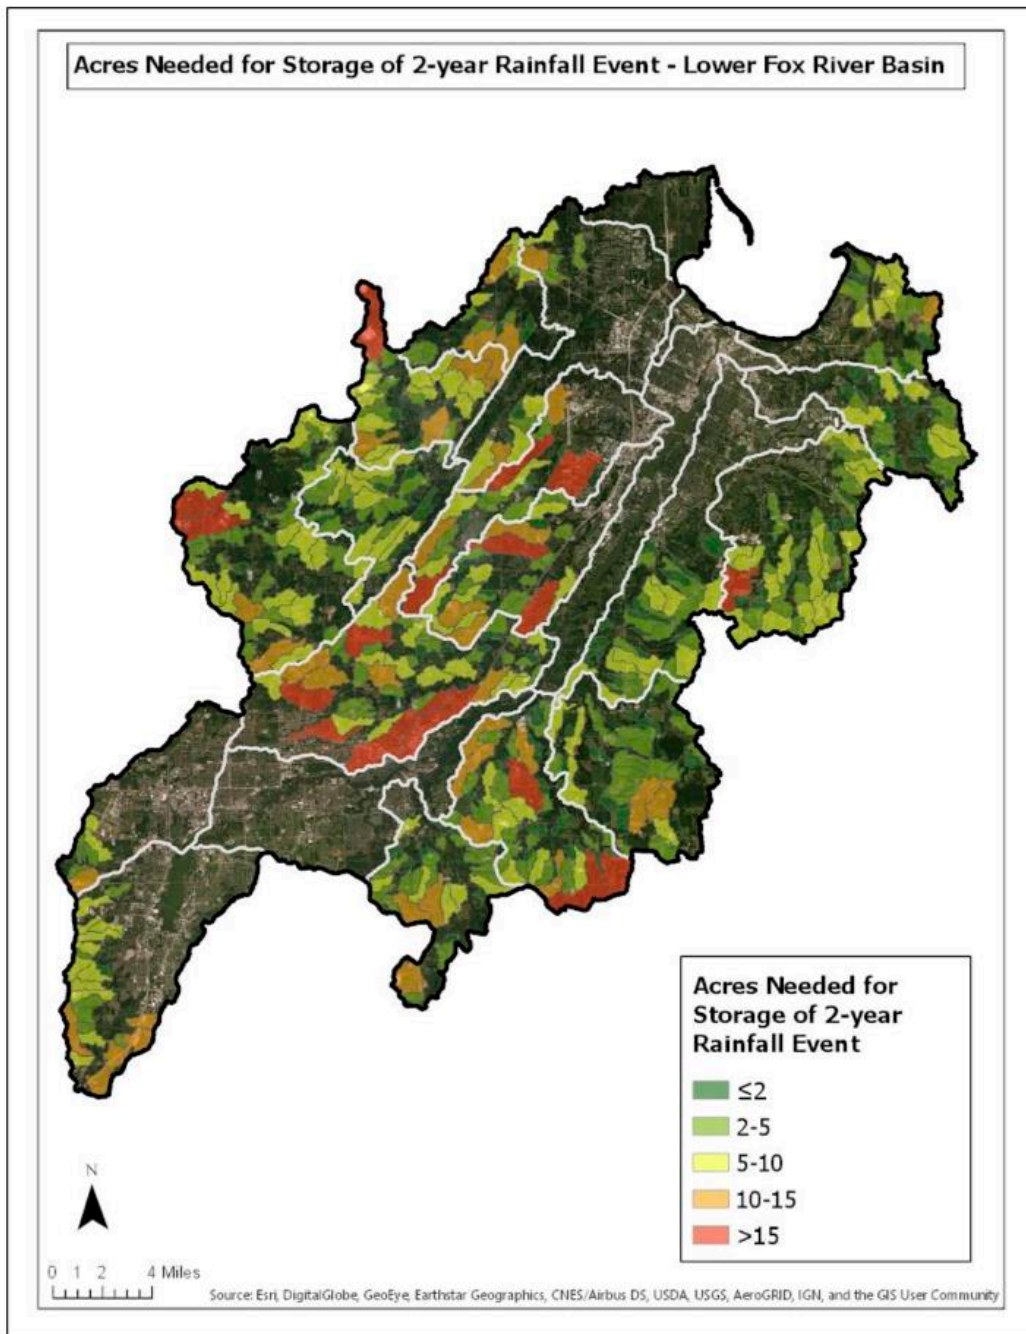 Acres Needed for Storage of 2-year Rainfall Event - Lower Fox River Basin
Acres Needed for
Storage of 2-year
Rainfall Event
≤2
2-5
5-10
10-15
>15
N
0 1 2 4 Miles
Source: Esri, DigitalGlobe, GeoEye, Earthstar Geographics, CNES/Airbus DS, USDA, USGS, AeroGRID, IGN, and the GIS User Community